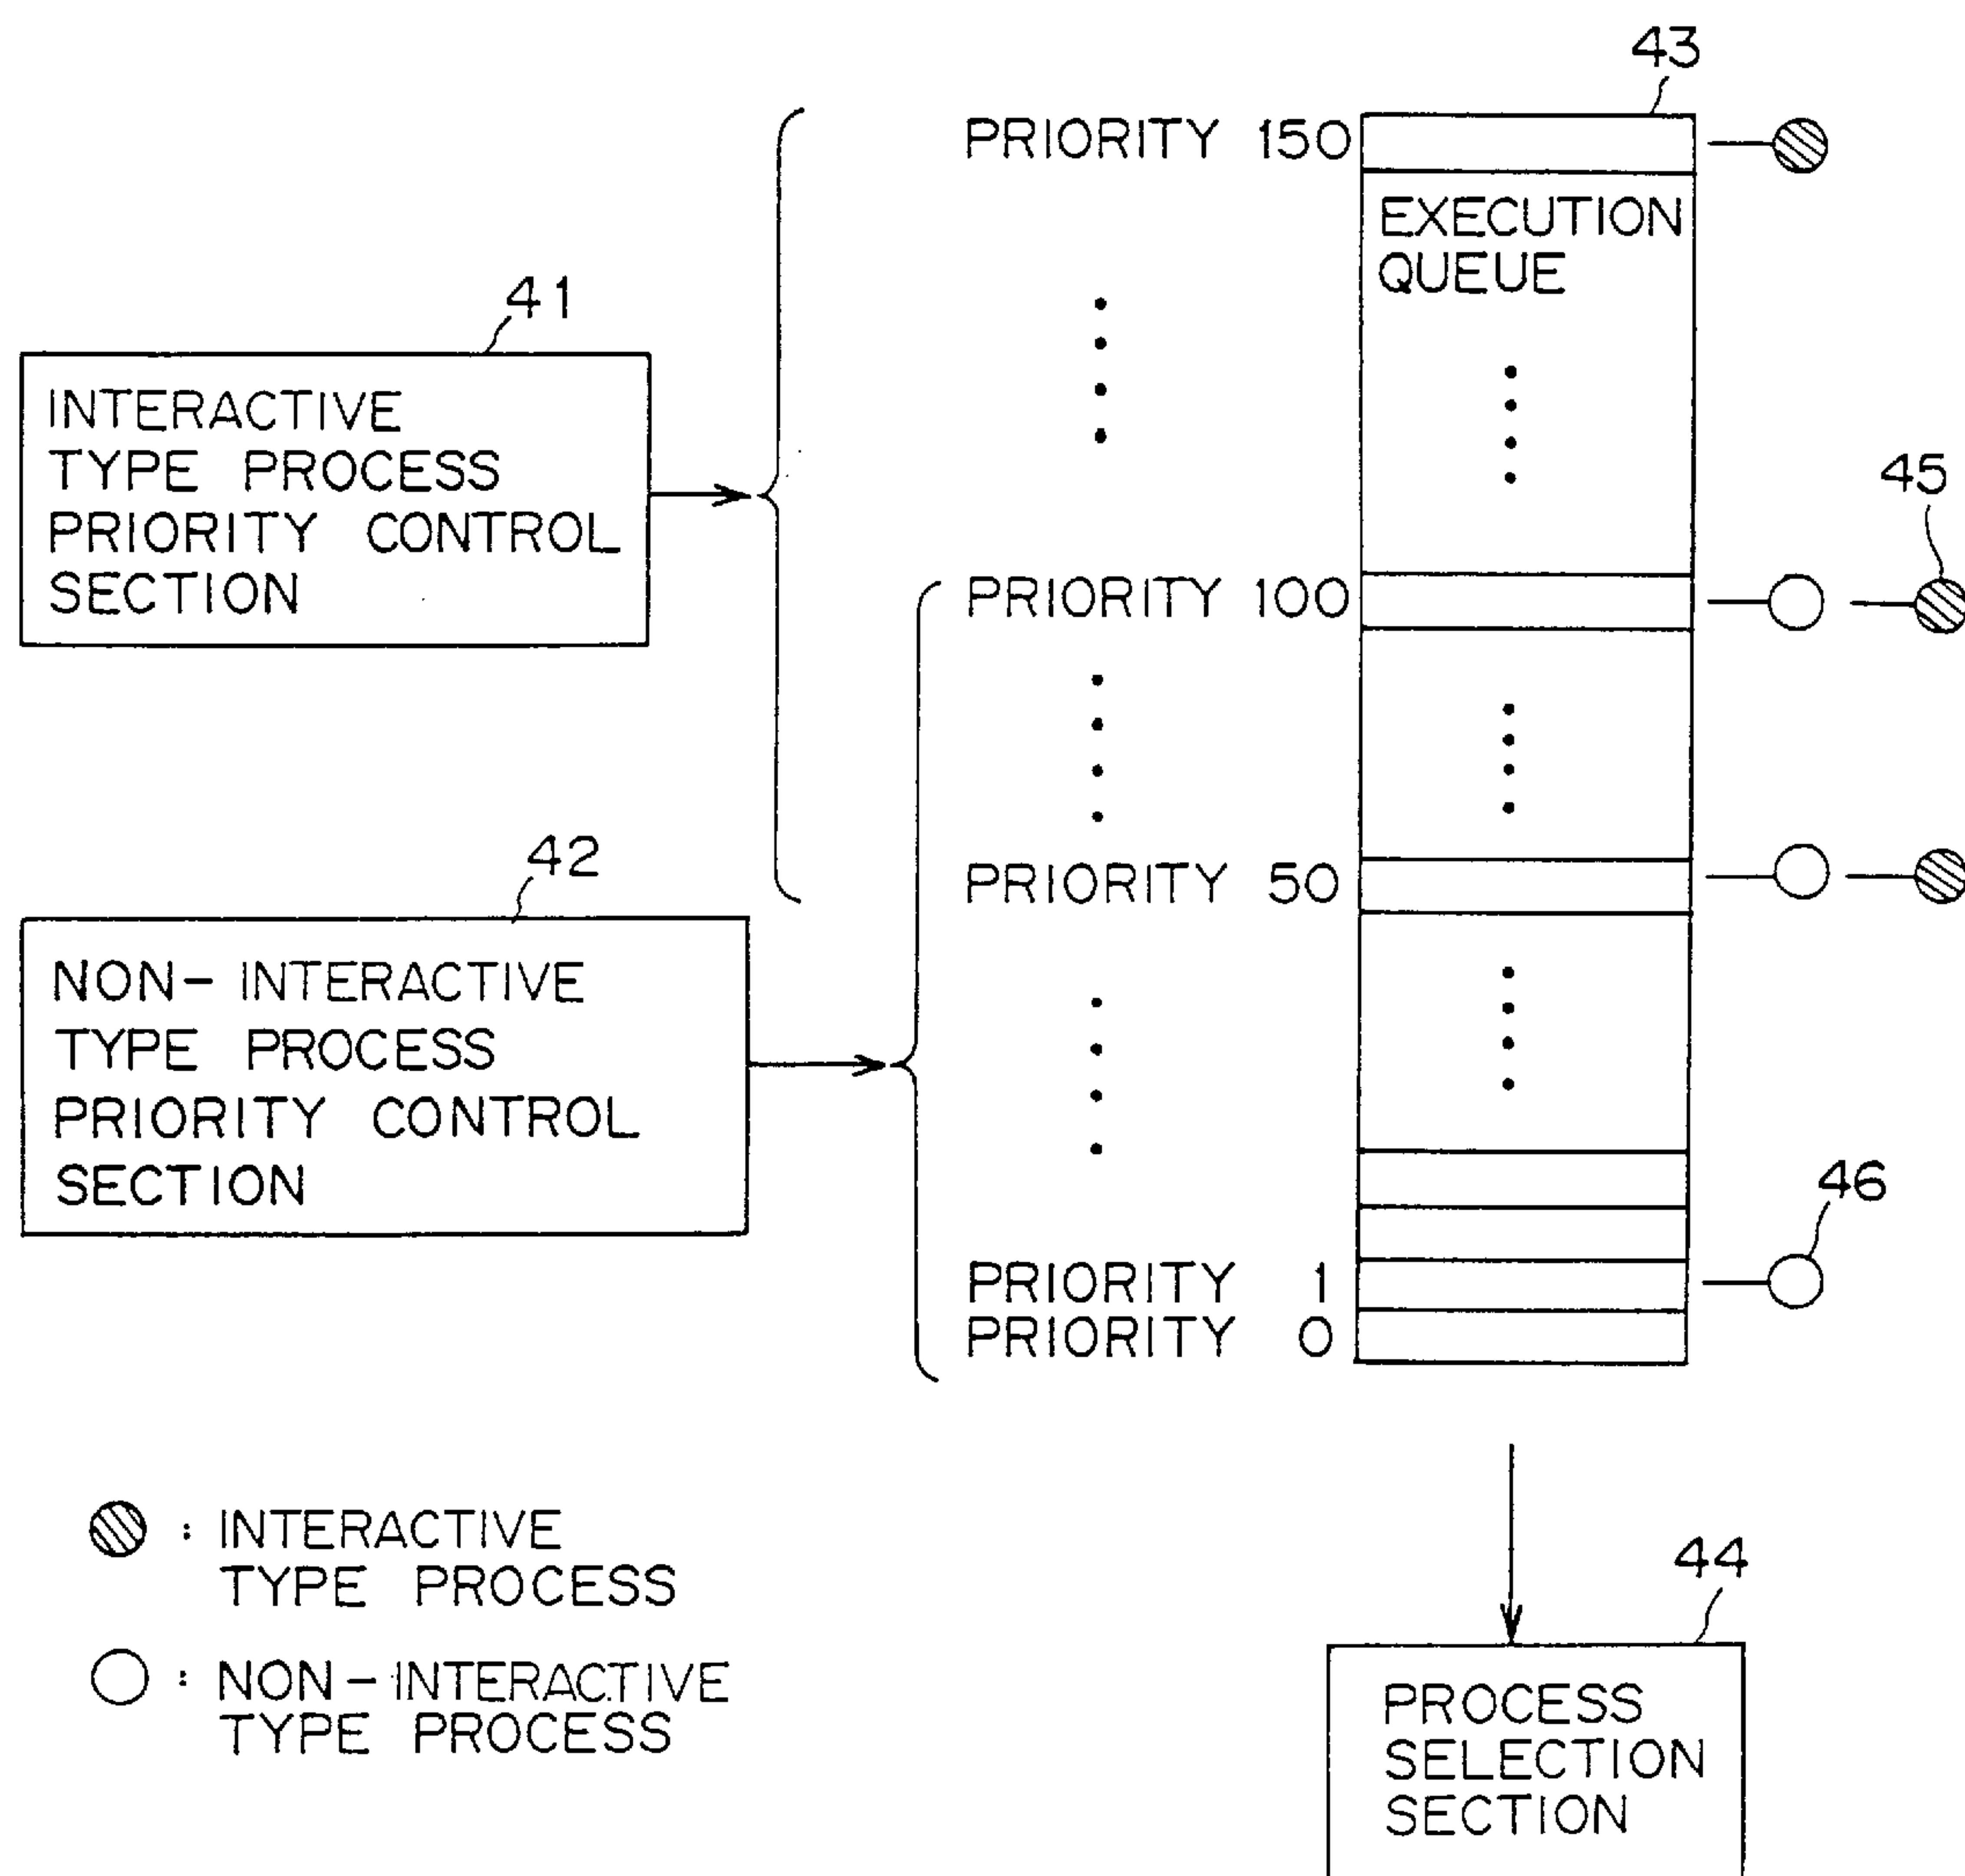 43
PRIORITY 150
EXECUTION
QUEUE
41
INTERACTIVE
TYPE PROCESS
PRIORITY CONTROL
SECTION
45
PRIORITY 100
42
PRIORITY 50
NON-INTERACTIVE
TYPE PROCESS
PRIORITY CONTROL
SECTION
46
PRIORITY 1
PRIORITY 0
: INTERACTIVE
TYPE PROCESS
: NON-INTERACTIVE
TYPE PROCESS
44
PROCESS
SELECTION
SECTION